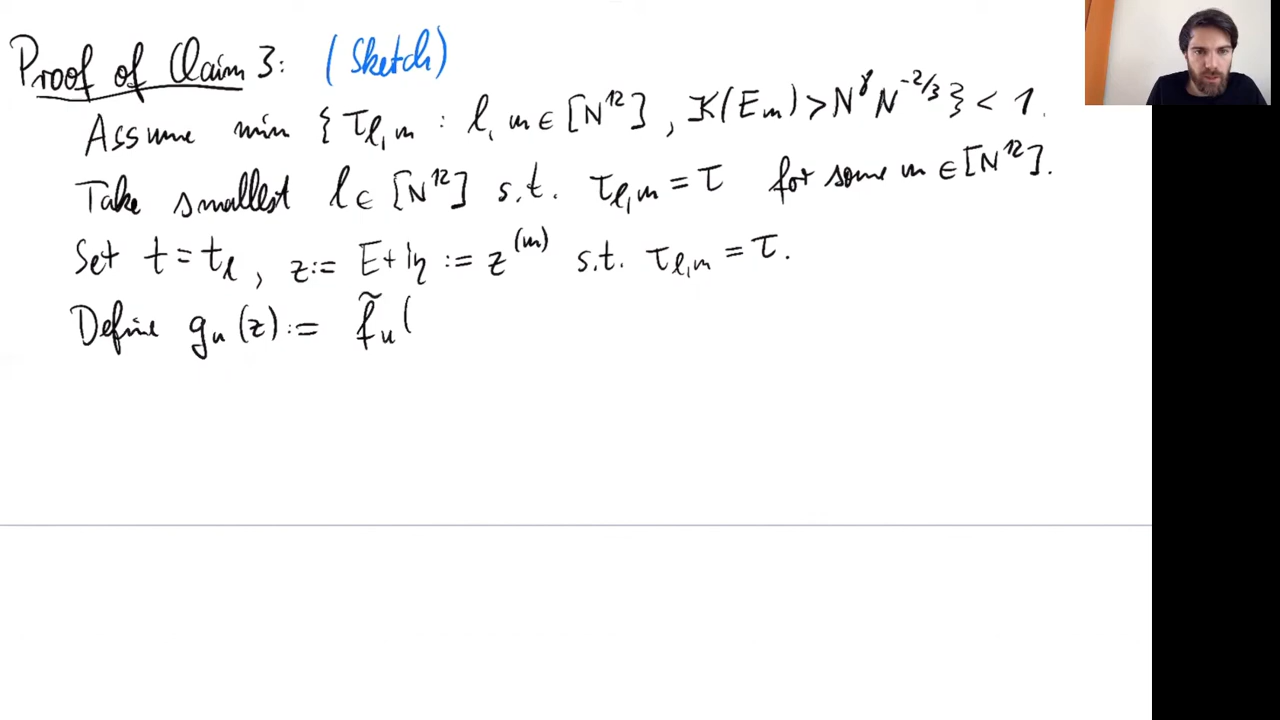 Proof of Claim 3: (Sketch)
Assume min {τ_{l,m} : l, m ∈ [N^{12}], K(E_m) > N^γ N^{-2/3}} < 1.
Take smallest l ∈ [N^{12}] s.t. τ_{l,m} = τ for some m ∈ [N^{12}].
Set t = t_l, z := E + iη := z^{(m)} s.t. τ_{l,m} = τ.
Define g_u(z) := f̃_u(